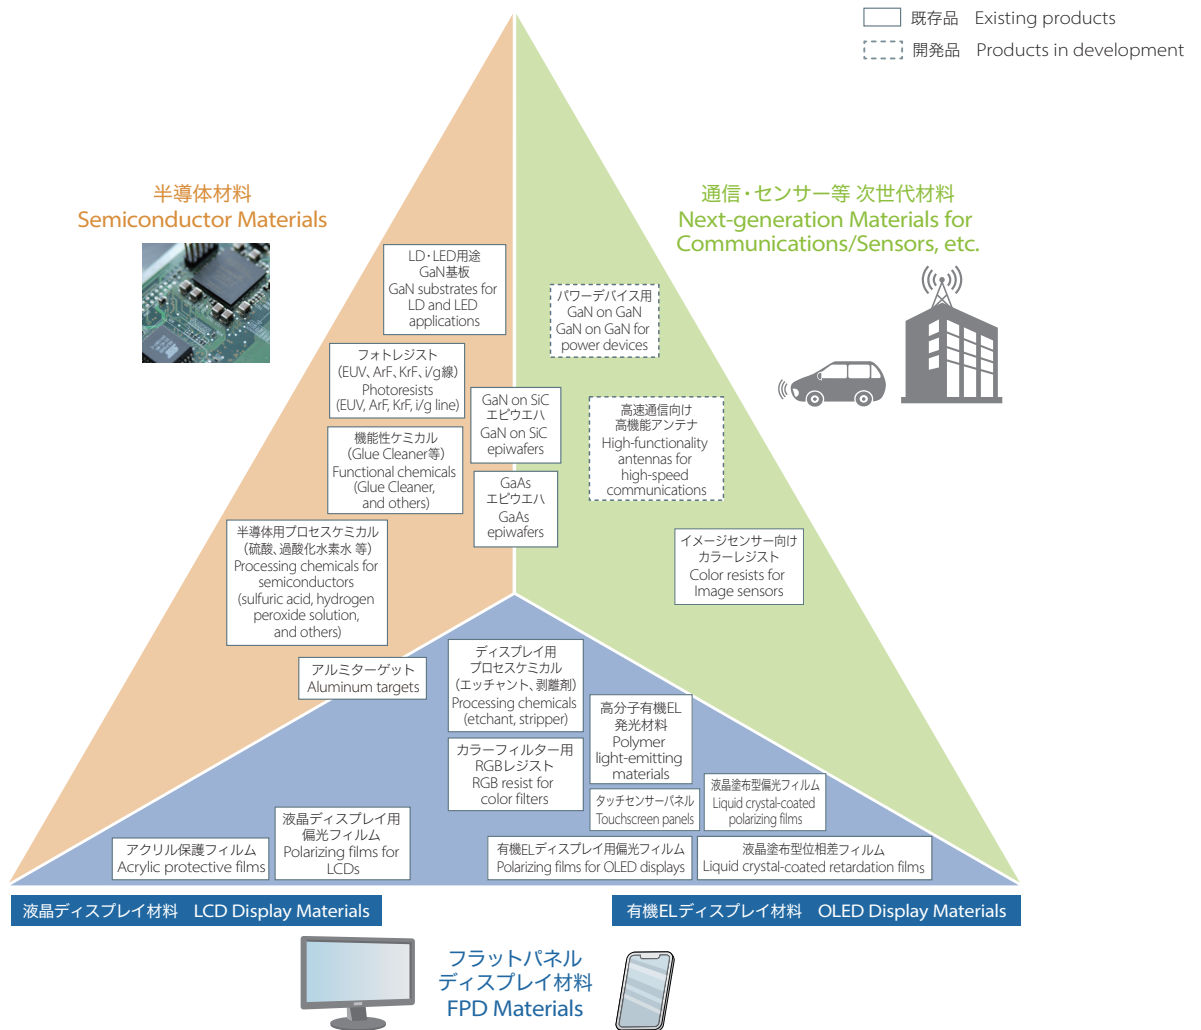 既存品 Existing products
開発品 Products in development
半導体材料
Semiconductor Materials
通信・センサー等 次世代材料
Next-generation Materials for
Communications/Sensors, etc.
LD・LED用途
GaN基板
GaN substrates for
LD and LED
applications
パワーデバイス用
GaN on GaN
GaN on GaN for
power devices
フォトレジスト
（EUV、ArF、KrF、i/g線）
Photoresists
(EUV, ArF, KrF, i/g line)
GaN on SiC
エピウエハ
GaN on SiC
epiwafers
高速通信向け
高機能アンテナ
High-functionality
antennas for
high-speed
communications
機能性ケミカル
（Glue Cleaner等）
Functional chemicals
(Glue Cleaner,
and others)
GaAs
エピウエハ
GaAs
epiwafers
半導体用プロセスケミカル
（硫酸、過酸化水素水 等）
Processing chemicals for
semiconductors
(sulfuric acid, hydrogen
peroxide solution,
and others)
イメージセンサー向け
カラーレジスト
Color resists for
Image sensors
アルミターゲット
Aluminum targets
ディスプレイ用
プロセスケミカル
（エッチャント、剥離剤）
Processing chemicals
(etchant, stripper)
高分子有機EL
発光材料
Polymer
light-emitting
materials
カラーフィルター用
RGBレジスト
RGB resist for
color filters
タッチセンサーパネル
Touchscreen panels
液晶塗布型偏光フィルム
Liquid crystal-coated
polarizing films
液晶ディスプレイ用
偏光フィルム
Polarizing films for
LCDs
アクリル保護フィルム
Acrylic protective films
有機ELディスプレイ用偏光フィルム
Polarizing films for OLED displays
液晶塗布型位相差フィルム
Liquid crystal-coated retardation films
液晶ディスプレイ材料 LCD Display Materials
有機ELディスプレイ材料 OLED Display Materials
フラットパネル
ディスプレイ材料
FPD Materials